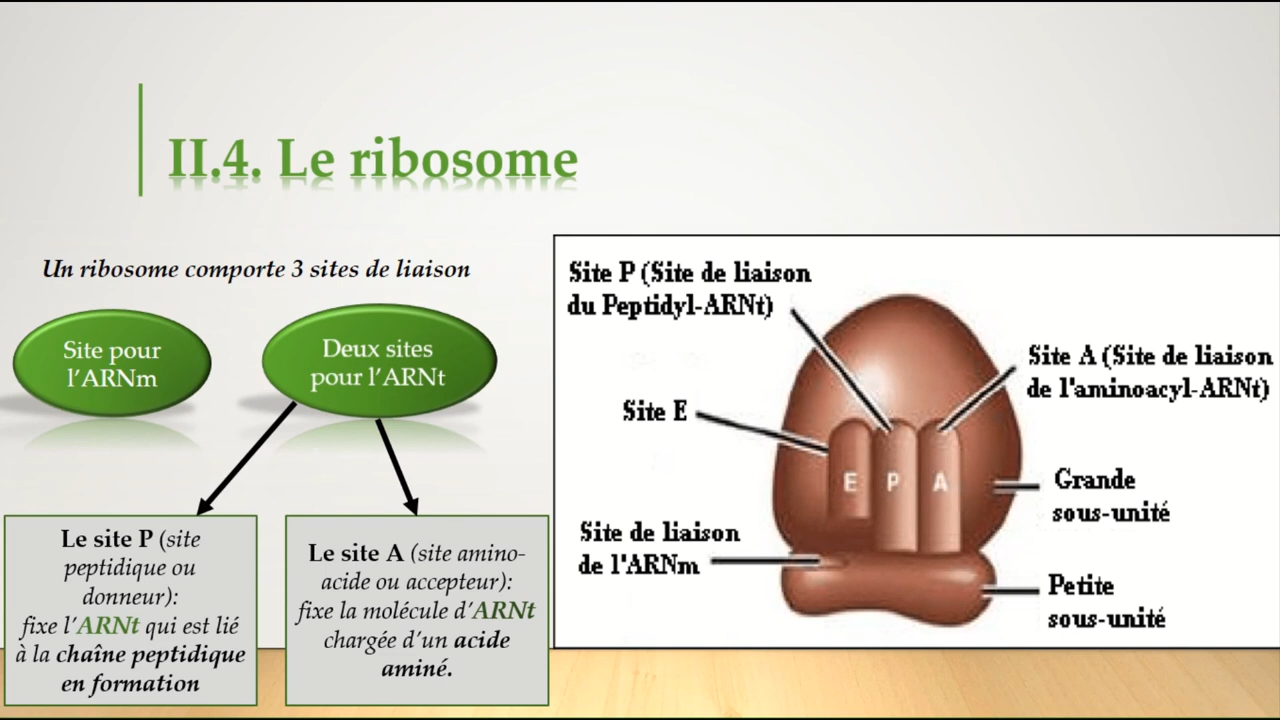 II.4. Le ribosome
Un ribosome comporte 3 sites de liaison
Site pour
l'ARNm
Deux sites
pour l'ARNt
Le site P (site
peptidique ou
donneur):
fixe l'ARNt qui est lié
à la chaîne peptidique
en formation
Le site A (site amino-
acide ou accepteur):
fixe la molécule d'ARNt
chargée d'un acide
aminé.
Site P (Site de liaison
du Peptidyl-ARNt)
Site A (Site de liaison
de l'aminoacyl-ARNt)
Site E
E P A
Grande
sous-unité
Site de liaison
de l'ARNm
Petite
sous-unité